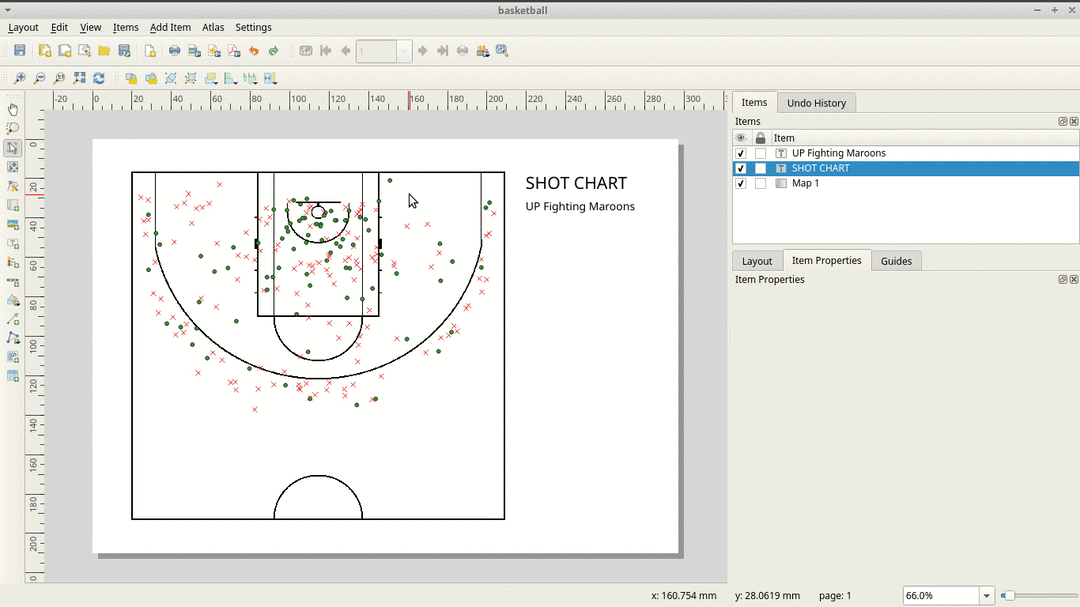 basketball
Layout Edit View Items Add Item Atlas Settings
1
-20 0 20 40 60 80 100 120 140 160 180 200 220 240 260 280 300
0
20
40
60
80
100
120
140
160
180
200
0
SHOT CHART
UP Fighting Maroons
Items Undo History
Items
Item
UP Fighting Maroons
SHOT CHART
Map 1
Layout Item Properties Guides
Item Properties
x: 160.754 mm y: 28.0619 mm page: 1 66.0%